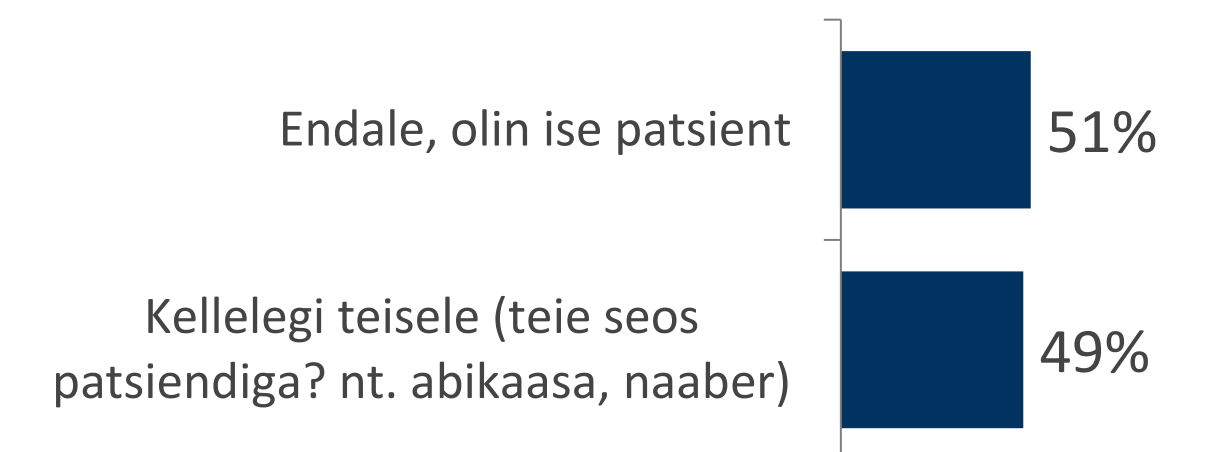 Endale, olin ise patsient
51%
Kellelegi teisele (teie seos
patsiendiga? nt. abikaasa, naaber)
49%